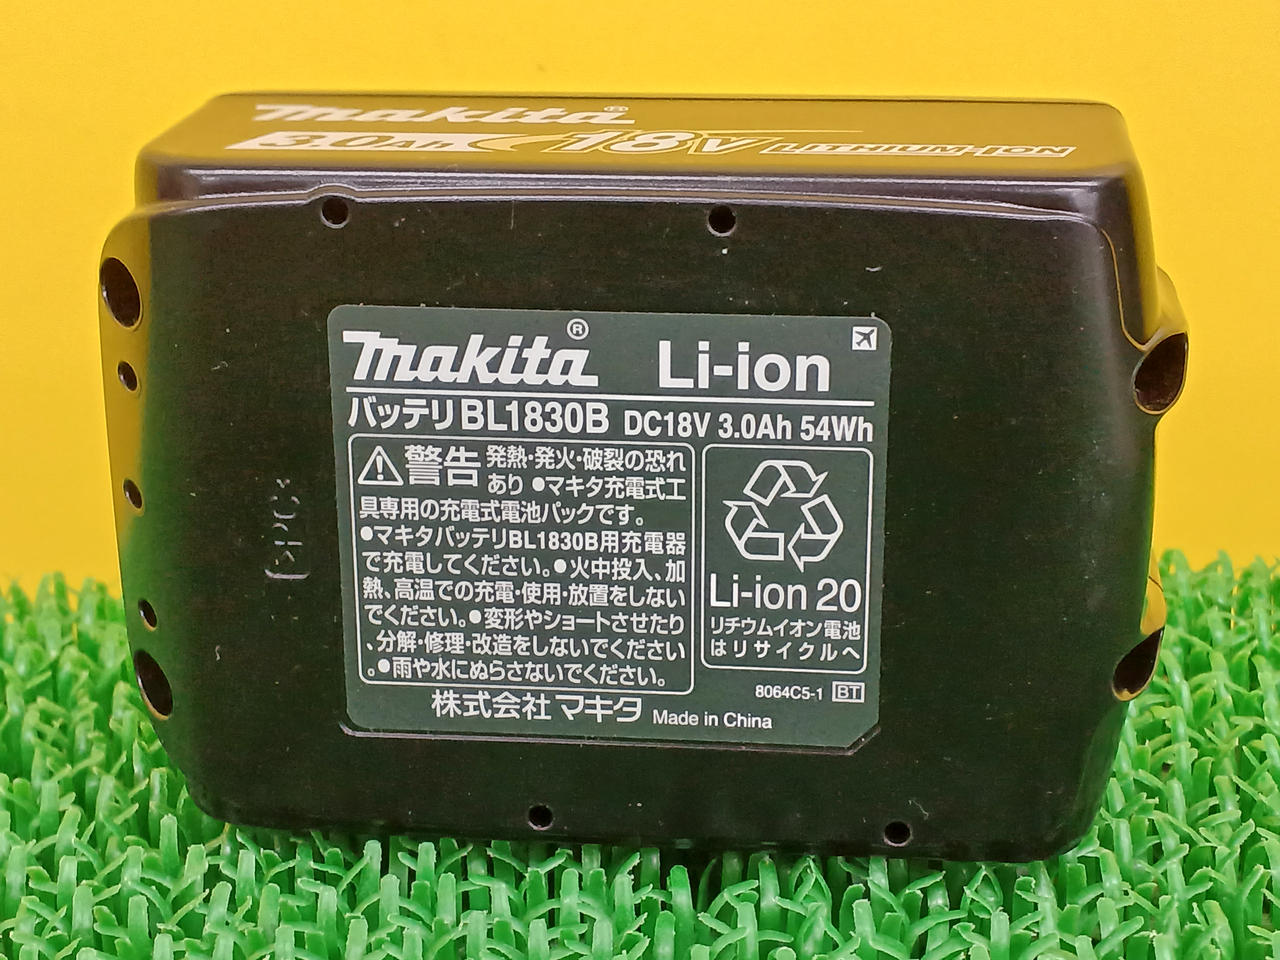 makita®
3.0Ah 18V LITHIUM-ION
makita® Li-ion
バッテリBL1830B DC18V 3.0Ah 54Wh
⚠警告 発熱・発火・破裂の恐れ
あり ●マキタ充電式工
具専用の充電式電池パックです。
●マキタバッテリBL1830B用充電器
で充電してください。●火中投入、加
熱、高温での充電・使用・放置をしない
でください。●変形やショートさせたり
、分解・修理・改造をしないでください
。●雨や水にぬらさないでください。
Li-ion 20
リチウムイオン電池
はリサイクルへ
8064C5-1 BT
株式会社 マキタ Made in China